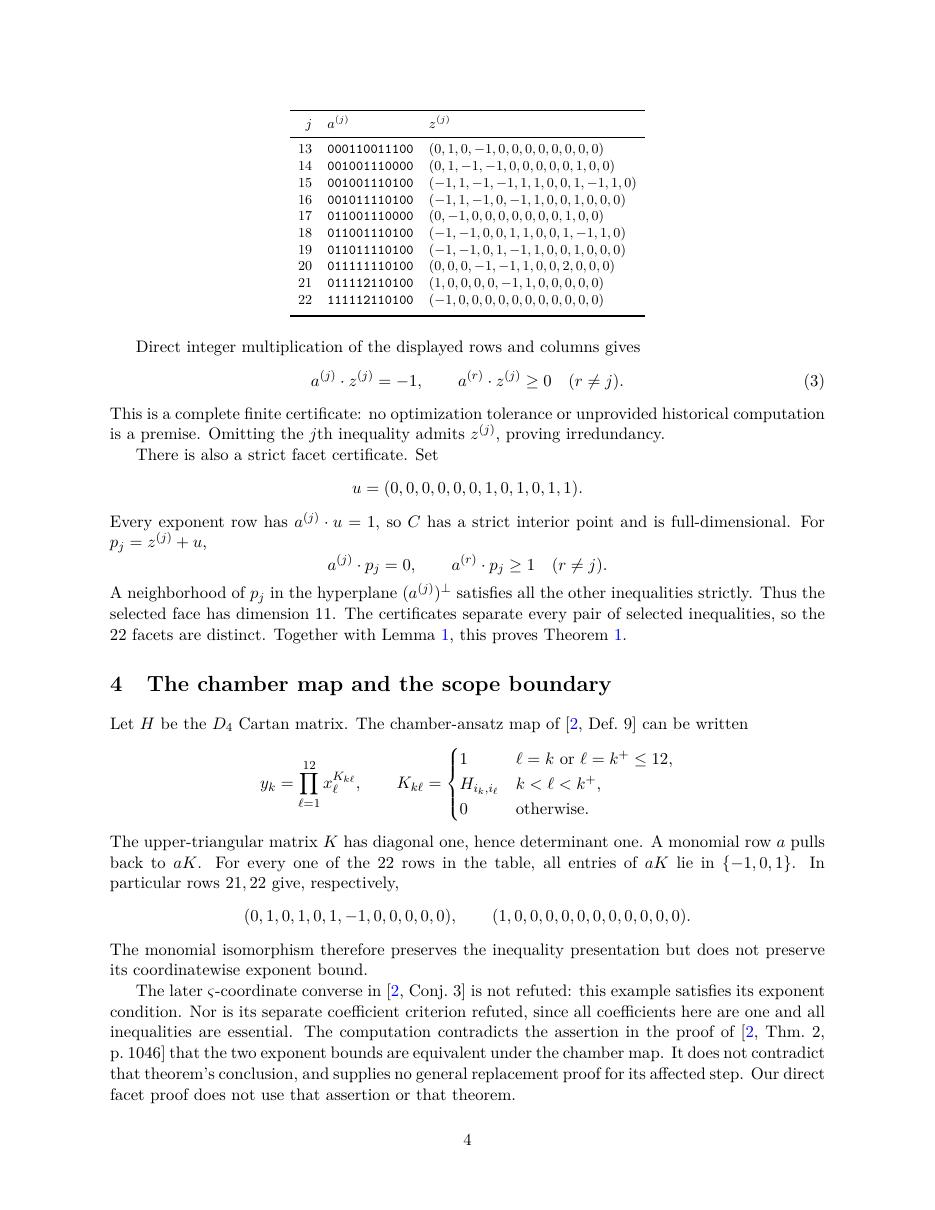 j a^{(j)} z^{(j)}
13 000110011100 (0, 1, 0, −1, 0, 0, 0, 0, 0, 0, 0, 0)
14 001001110000 (0, 1, −1, −1, 0, 0, 0, 0, 0, 1, 0, 0)
15 001001110100 (−1, 1, −1, −1, 1, 1, 0, 0, 1, −1, 1, 0)
16 001011110100 (−1, 1, −1, 0, −1, 1, 0, 0, 1, 0, 0, 0)
17 011001110000 (0, −1, 0, 0, 0, 0, 0, 0, 0, 1, 0, 0)
18 011001110100 (−1, −1, 0, 0, 1, 1, 0, 0, 1, −1, 1, 0)
19 011011110100 (−1, −1, 0, 1, −1, 1, 0, 0, 1, 0, 0, 0)
20 011111110100 (0, 0, 0, −1, −1, 1, 0, 0, 2, 0, 0, 0)
21 011112110100 (1, 0, 0, 0, 0, −1, 1, 0, 0, 0, 0, 0)
22 111112110100 (−1, 0, 0, 0, 0, 0, 0, 0, 0, 0, 0, 0)
Direct integer multiplication of the displayed rows and columns gives
a^{(j)} · z^{(j)} = −1, a^{(r)} · z^{(j)} ≥ 0 (r ≠ j). (3)
This is a complete finite certificate: no optimization tolerance or unprovided historical computation
is a premise. Omitting the jth inequality admits z^{(j)}, proving irredundancy.
There is also a strict facet certificate. Set
u = (0, 0, 0, 0, 0, 0, 1, 0, 1, 0, 1, 1).
Every exponent row has a^{(j)} · u = 1, so C has a strict interior point and is full-dimensional. For
p_j = z^{(j)} + u,
a^{(j)} · p_j = 0, a^{(r)} · p_j ≥ 1 (r ≠ j).
A neighborhood of p_j in the hyperplane (a^{(j)})^⊥ satisfies all the other inequalities strictly. Thus the
selected face has dimension 11. The certificates separate every pair of selected inequalities, so the
22 facets are distinct. Together with Lemma 1, this proves Theorem 1.
4 The chamber map and the scope boundary
Let H be the D_4 Cartan matrix. The chamber-ansatz map of [2, Def. 9] can be written
y_k = ∏_{ℓ=1}^{12} x_ℓ^{K_{kℓ}}, K_{kℓ} = { 1 ℓ = k or ℓ = k^+ ≤ 12,
H_{i_k,i_ℓ} k < ℓ < k^+,
0 otherwise.
The upper-triangular matrix K has diagonal one, hence determinant one. A monomial row a pulls
back to aK. For every one of the 22 rows in the table, all entries of aK lie in {−1, 0, 1}. In
particular rows 21, 22 give, respectively,
(0, 1, 0, 1, 0, 1, −1, 0, 0, 0, 0, 0), (1, 0, 0, 0, 0, 0, 0, 0, 0, 0, 0, 0).
The monomial isomorphism therefore preserves the inequality presentation but does not preserve
its coordinatewise exponent bound.
The later ς-coordinate converse in [2, Conj. 3] is not refuted: this example satisfies its exponent
condition. Nor is its separate coefficient criterion refuted, since all coefficients here are one and all
inequalities are essential. The computation contradicts the assertion in the proof of [2, Thm. 2,
p. 1046] that the two exponent bounds are equivalent under the chamber map. It does not contradict
that theorem's conclusion, and supplies no general replacement proof for its affected step. Our direct
facet proof does not use that assertion or that theorem.
4